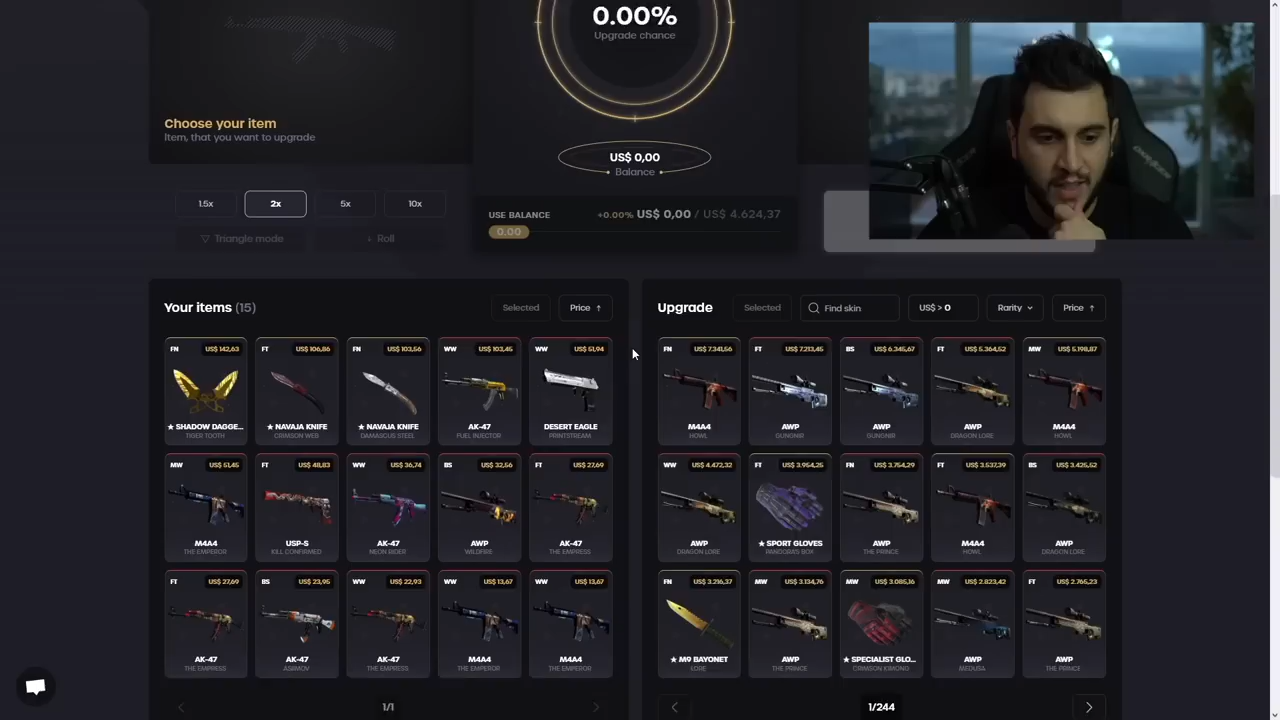 0.00%
Upgrade chance
Choose your item
Item, that you want to upgrade
US$ 0,00
Balance
1.5x
2x
5x
10x
Triangle mode
Roll
USE BALANCE
+0.00% US$ 0,00 / US$ 4.624,37
0.00
Your items (15)
Selected
Price ↑
FN US$ 142,63
★ SHADOW DAGGE...
TIGER TOOTH
FT US$ 106,86
★ NAVAJA KNIFE
CRIMSON WEB
FN US$ 103,56
★ NAVAJA KNIFE
DAMASCUS STEEL
WW US$ 103,45
AK-47
FUEL INJECTOR
WW US$ 51,94
DESERT EAGLE
PRINTSTREAM
MW US$ 51,45
M4A4
THE EMPEROR
FT US$ 48,83
USP-S
KILL CONFIRMED
WW US$ 36,74
AK-47
NEON RIDER
BS US$ 32,56
AWP
WILDFIRE
FT US$ 27,69
AK-47
THE EMPRESS
FT US$ 27,69
AK-47
THE EMPRESS
BS US$ 23,95
AK-47
ASIIMOV
WW US$ 22,93
AK-47
THE EMPRESS
WW US$ 13,67
M4A4
THE EMPEROR
WW US$ 13,67
M4A4
THE EMPEROR
1/1
Upgrade
Selected
Find skin
US$ > 0
Rarity
Price ↑
FN US$ 7.341,56
M4A4
HOWL
FT US$ 7.213,45
AWP
GUNGNIR
BS US$ 6.345,67
AWP
GUNGNIR
FT US$ 5.364,52
AWP
DRAGON LORE
MW US$ 5.198,87
M4A4
HOWL
WW US$ 4.472,32
AWP
DRAGON LORE
FT US$ 3.954,25
★ SPORT GLOVES
PANDORA'S BOX
FN US$ 3.754,29
AWP
THE PRINCE
FT US$ 3.537,39
M4A4
HOWL
BS US$ 3.425,52
AWP
DRAGON LORE
FN US$ 3.216,37
★ M9 BAYONET
LORE
MW US$ 3.134,76
AWP
THE PRINCE
MW US$ 3.085,16
★ SPECIALIST GLO...
CRIMSON KIMONO
MW US$ 2.823,42
AWP
MEDUSA
FT US$ 2.765,23
AWP
THE PRINCE
1/244